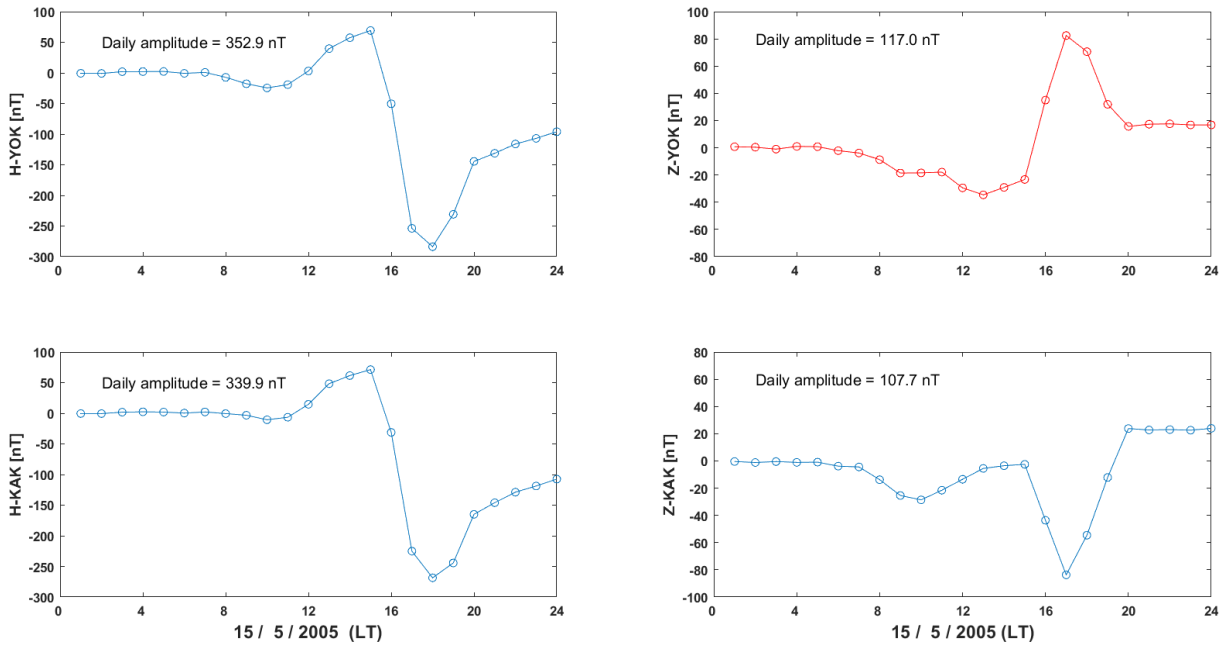 Daily amplitude = 352.9 nT
H-YOK [nT]
100
50
0
-50
-100
-150
-200
-250
-300
0 4 8 12 16 20 24
Daily amplitude = 117.0 nT
Z-YOK [nT]
100
80
60
40
20
0
-20
-40
-60
-80
0 4 8 12 16 20 24
Daily amplitude = 339.9 nT
H-KAK [nT]
100
50
0
-50
-100
-150
-200
-250
-300
0 4 8 12 16 20 24
15 / 5 / 2005 (LT)
Daily amplitude = 107.7 nT
Z-KAK [nT]
80
60
40
20
0
-20
-40
-60
-80
-100
0 4 8 12 16 20 24
15 / 5 / 2005 (LT)